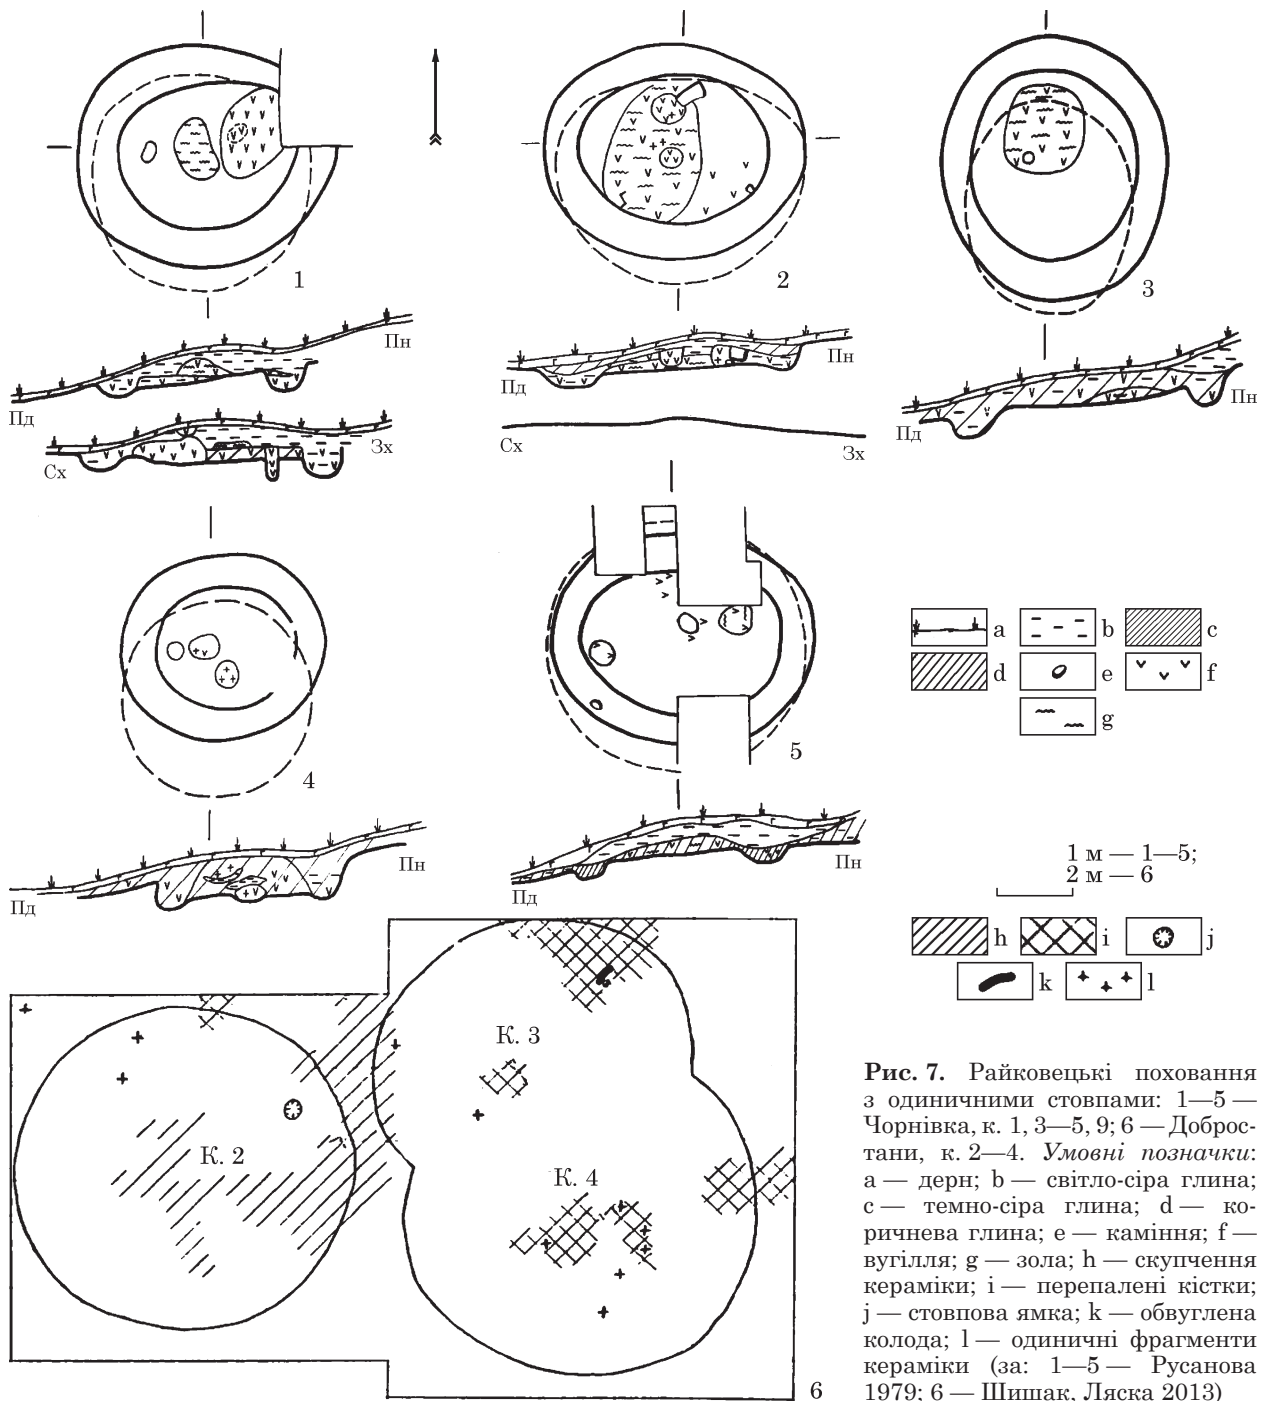 1
2
3
Пн
Пд
Сх
Зх
Пн
Пд
Сх
Зх
Пн
Пд
4
5
Пн
Пд
Пн
Пд
a
b
c
d
e
f
g
1 м — 1—5;
2 м — 6
h
i
j
k
l
К. 3
К. 2
К. 4
6
Рис. 7. Райковецькі поховання
з одиничними стовпами: 1—5 —
Чорнівка, к. 1, 3—5, 9; 6 — Доброс-
тани, к. 2—4. Умовні позначки:
a — дерн; b — світло-сіра глина;
c — темно-сіра глина; d — ко-
ричнева глина; e — каміння; f —
вугілля; g — зола; h — скупчення
кераміки; i — перепалені кістки;
j — стовпова ямка; k — обвуглена
колода; l — одиничні фрагменти
кераміки (за: 1—5 — Русанова
1979; 6 — Шишак, Ляска 2013)